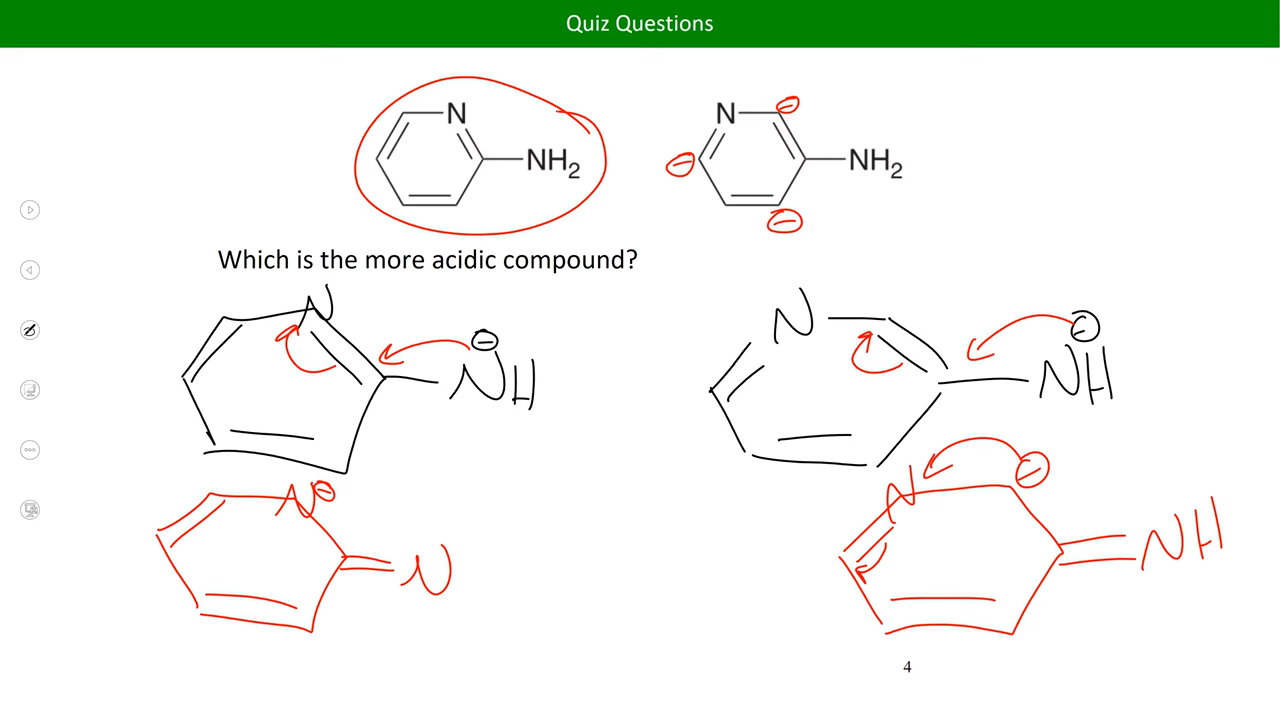 Quiz Questions
N
NH₂
N
NH₂
Which is the more acidic compound?
N
NH
N
NH
N
N
N
NH
4